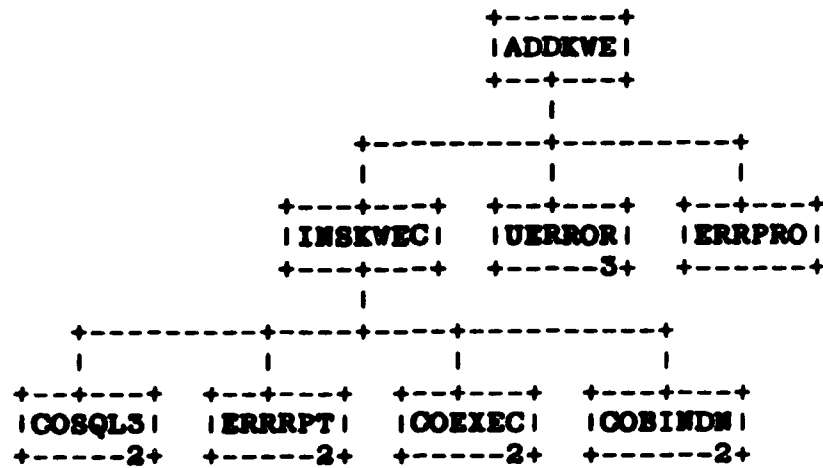 ADDKWE
INSKWEC UERROR ERRPRO
3
COSQL3 ERRRPT COEXEC COBINDN
2 2 2 2